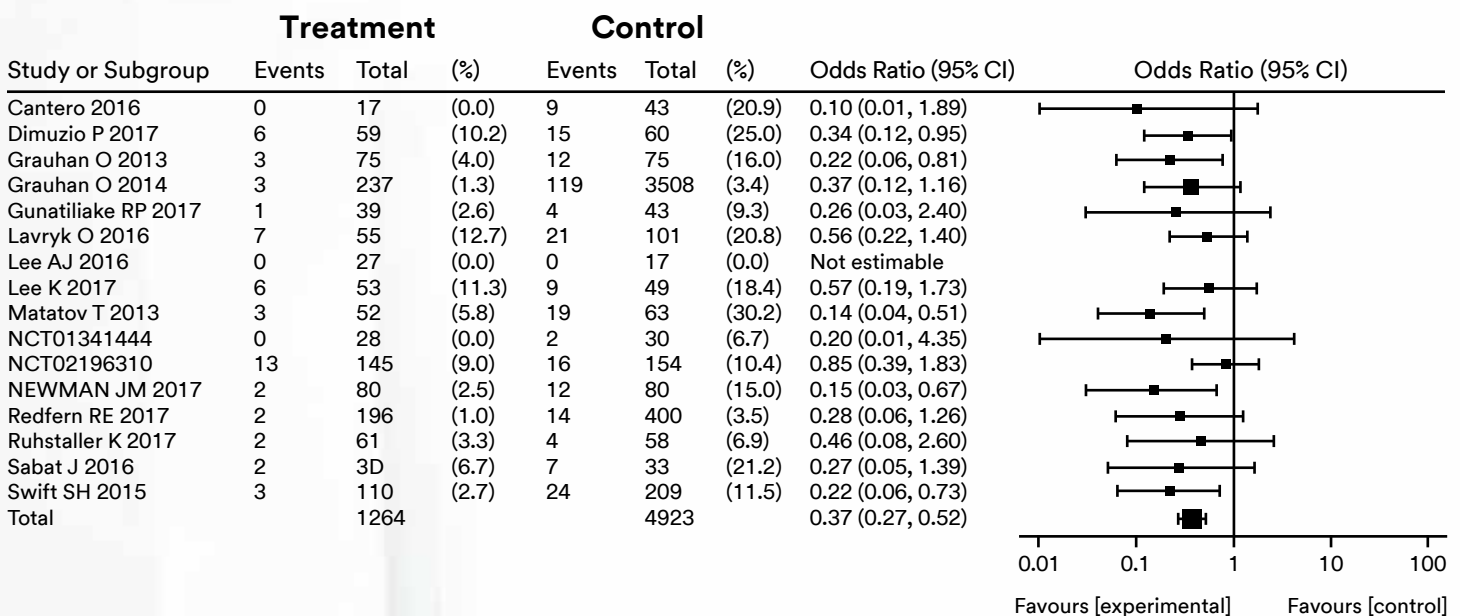 Treatment Control
Study or Subgroup Events Total (%) Events Total (%) Odds Ratio (95% CI) Odds Ratio (95% CI)
Cantero 2016 0 17 (0.0) 9 43 (20.9) 0.10 (0.01, 1.89)
Dimuzio P 2017 6 59 (10.2) 15 60 (25.0) 0.34 (0.12, 0.95)
Grauhan O 2013 3 75 (4.0) 12 75 (16.0) 0.22 (0.06, 0.81)
Grauhan O 2014 3 237 (1.3) 119 3508 (3.4) 0.37 (0.12, 1.16)
Gunatiliake RP 2017 1 39 (2.6) 4 43 (9.3) 0.26 (0.03, 2.40)
Lavryk O 2016 7 55 (12.7) 21 101 (20.8) 0.56 (0.22, 1.40)
Lee AJ 2016 0 27 (0.0) 0 17 (0.0) Not estimable
Lee K 2017 6 53 (11.3) 9 49 (18.4) 0.57 (0.19, 1.73)
Matatov T 2013 3 52 (5.8) 19 63 (30.2) 0.14 (0.04, 0.51)
NCT01341444 0 28 (0.0) 2 30 (6.7) 0.20 (0.01, 4.35)
NCT02196310 13 145 (9.0) 16 154 (10.4) 0.85 (0.39, 1.83)
NEWMAN JM 2017 2 80 (2.5) 12 80 (15.0) 0.15 (0.03, 0.67)
Redfern RE 2017 2 196 (1.0) 14 400 (3.5) 0.28 (0.06, 1.26)
Ruhstaller K 2017 2 61 (3.3) 4 58 (6.9) 0.46 (0.08, 2.60)
Sabat J 2016 2 3D (6.7) 7 33 (21.2) 0.27 (0.05, 1.39)
Swift SH 2015 3 110 (2.7) 24 209 (11.5) 0.22 (0.06, 0.73)
Total 1264 4923 0.37 (0.27, 0.52)
0.01 0.1 1 10 100
Favours [experimental] Favours [control]